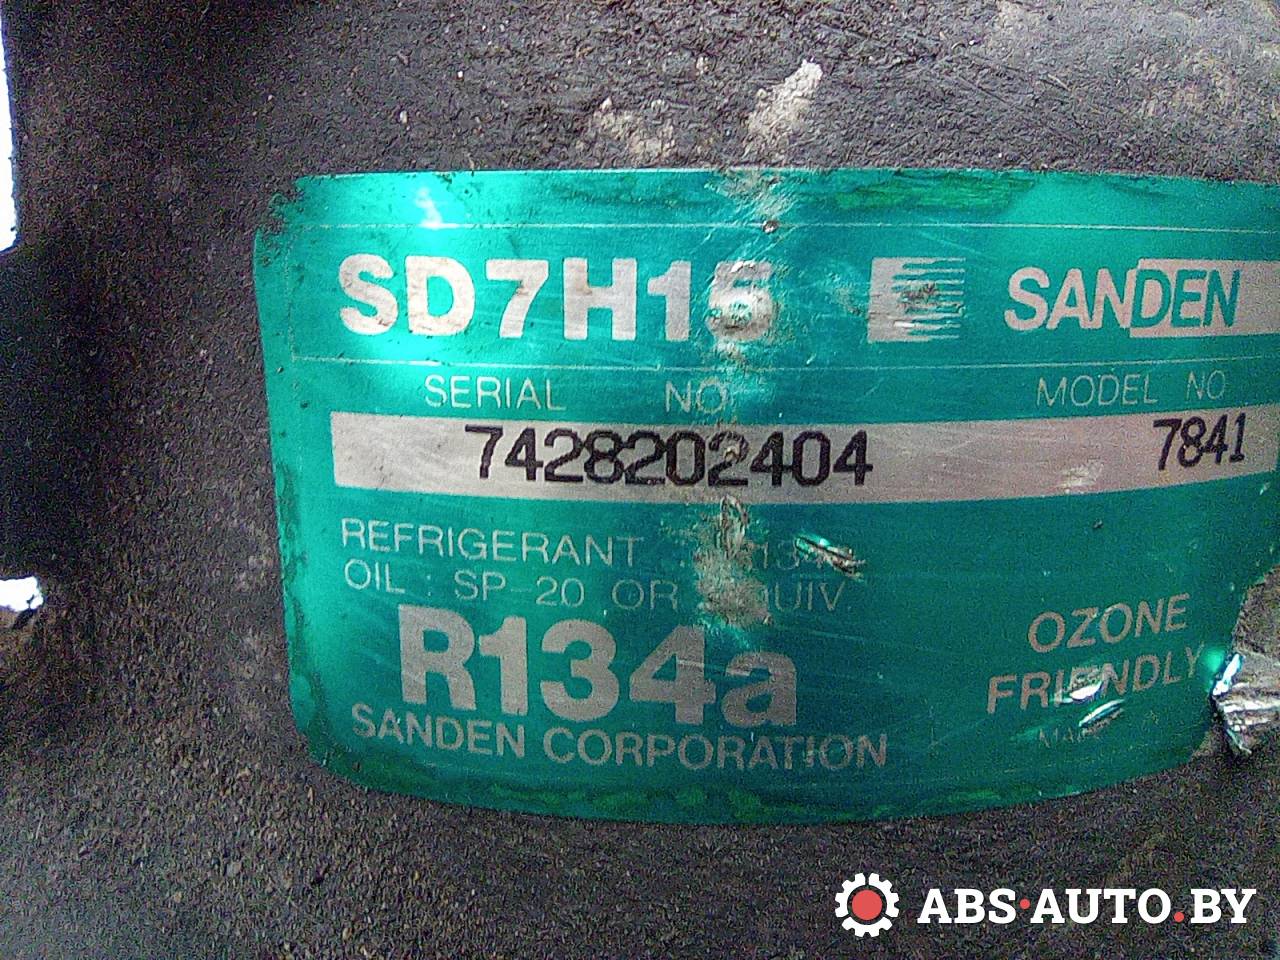 SD7H15 SANDEN
SERIAL NO MODEL NO
7428202404 7841
REFRIGERANT :
OIL : SP-20 OR EQUIV.
R134a
OZONE
FRIENDLY
SANDEN CORPORATION
ABS·AUTO.BY